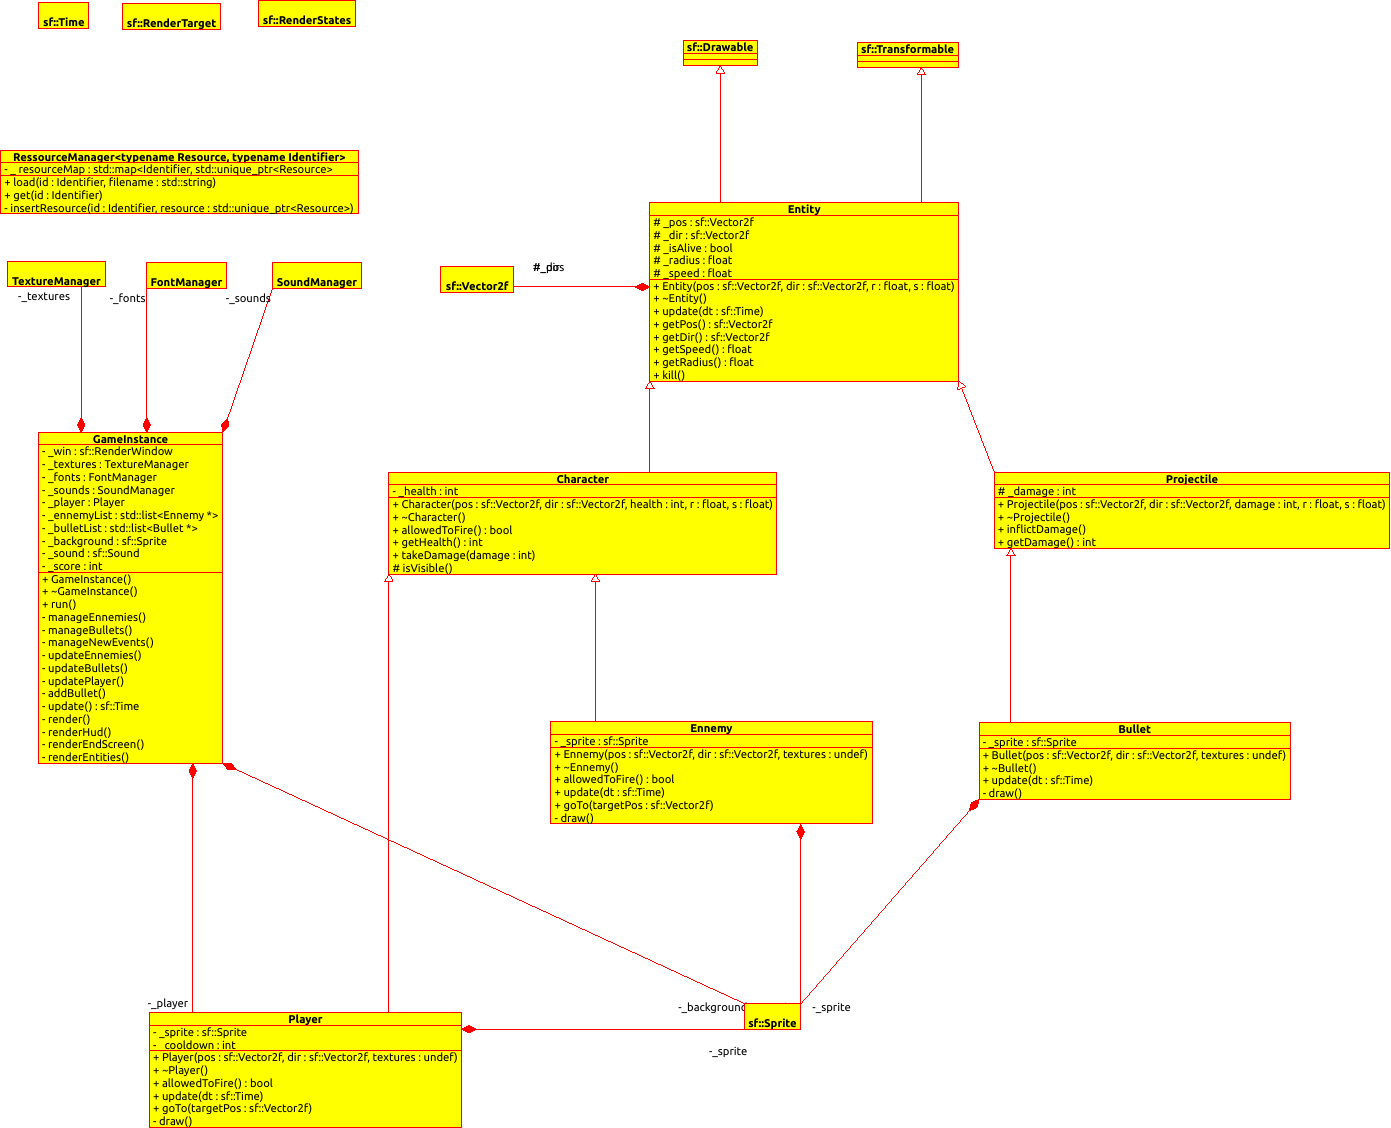 sf::Time
sf::RenderTarget
sf::RenderStates
sf::Drawable
sf::Transformable
RessourceManager<typename Resource, typename Identifier>
- _resourceMap : std::map<Identifier, std::unique_ptr<Resource>
+ load(id : Identifier, filename : std::string)
+ get(id : Identifier)
- insertResource(id : Identifier, resource : std::unique_ptr<Resource>)
Entity
# _pos : sf::Vector2f
# _dir : sf::Vector2f
# _isAlive : bool
# _radius : float
# _speed : float
+ Entity(pos : sf::Vector2f, dir : sf::Vector2f, r : float, s : float)
+ ~Entity()
+ update(dt : sf::Time)
+ getPos() : sf::Vector2f
+ getDir() : sf::Vector2f
+ getSpeed() : float
+ getRadius() : float
+ kill()
sf::Vector2f
TextureManager
FontManager
SoundManager
-_textures
-_fonts
-_sounds
GameInstance
- _win : sf::RenderWindow
- _textures : TextureManager
- _fonts : FontManager
- _sounds : SoundManager
- _player : Player
- _ennemyList : std::list<Ennemy *>
- _bulletList : std::list<Bullet *>
- _background : sf::Sprite
- _sound : sf::Sound
- _score : int
+ GameInstance()
+ ~GameInstance()
+ run()
- manageEnnemies()
- manageBullets()
- manageNewEvents()
- updateEnnemies()
- updateBullets()
- updatePlayer()
- addBullet()
- update() : sf::Time
- render()
- renderHud()
- renderEndScreen()
- renderEntities()
Character
- _health : int
+ Character(pos : sf::Vector2f, dir : sf::Vector2f, health : int, r : float, s : float)
+ ~Character()
+ allowedToFire() : bool
+ getHealth() : int
+ takeDamage(damage : int)
# isVisible()
Projectile
# _damage : int
+ Projectile(pos : sf::Vector2f, dir : sf::Vector2f, damage : int, r : float, s : float)
+ ~Projectile()
+ inflictDamage()
+ getDamage() : int
Ennemy
- _sprite : sf::Sprite
+ Ennemy(pos : sf::Vector2f, dir : sf::Vector2f, textures : undef)
+ ~Ennemy()
+ allowedToFire() : bool
+ update(dt : sf::Time)
+ goTo(targetPos : sf::Vector2f)
- draw()
Bullet
- _sprite : sf::Sprite
+ Bullet(pos : sf::Vector2f, dir : sf::Vector2f, textures : undef)
+ ~Bullet()
+ update(dt : sf::Time)
- draw()
-_player
-_background
-_sprite
sf::Sprite
-_sprite
Player
- _sprite : sf::Sprite
- _cooldown : int
+ Player(pos : sf::Vector2f, dir : sf::Vector2f, textures : undef)
+ ~Player()
+ allowedToFire() : bool
+ update(dt : sf::Time)
+ goTo(targetPos : sf::Vector2f)
- draw()